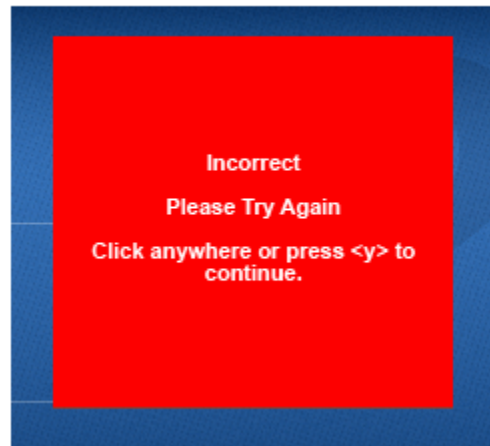 Incorrect
Please Try Again
Click anywhere or press <y> to
continue.